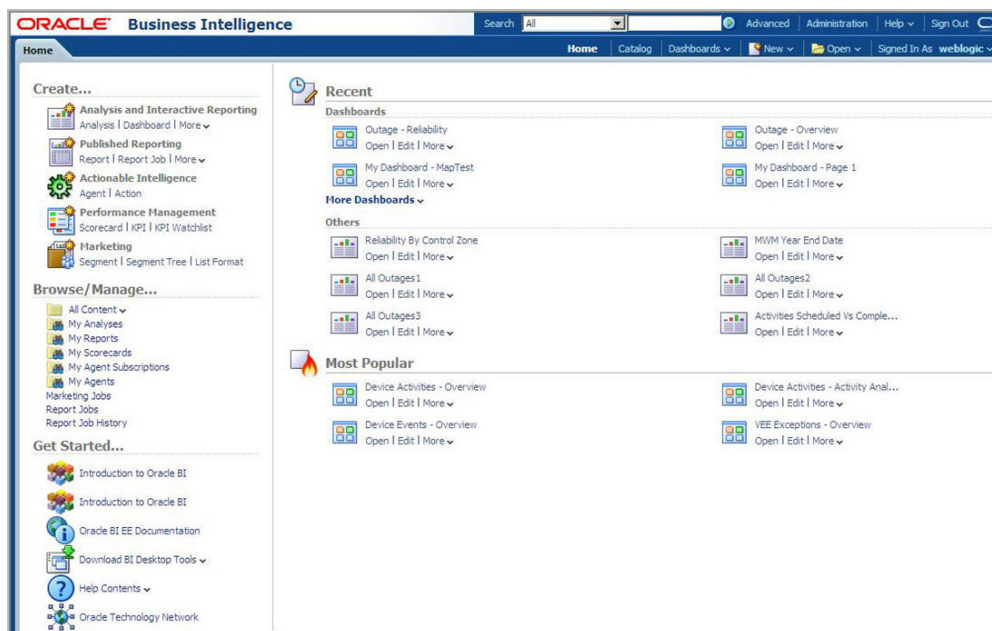 ORACLE Business Intelligence
Search All Advanced Administration Help Sign Out
Home
Home Catalog Dashboards New Open Signed In As weblogic
Create...
Analysis and Interactive Reporting
Analysis | Dashboard | More
Published Reporting
Report | Report Job | More
Actionable Intelligence
Agent | Action
Performance Management
Scorecard | KPI | KPI Watchlist
Marketing
Segment | Segment Tree | List Format
Browse/Manage...
All Content
My Analyses
My Reports
My Scorecards
My Agent Subscriptions
My Agents
Marketing Jobs
Report Jobs
Report Job History
Get Started...
Introduction to Oracle BI
Introduction to Oracle BI
Oracle BI EE Documentation
Download BI Desktop Tools
Help Contents
Oracle Technology Network
Recent
Dashboards
Outage - Reliability
Open | Edit | More
Outage - Overview
Open | Edit | More
My Dashboard - MapTest
Open | Edit | More
My Dashboard - Page 1
Open | Edit | More
More Dashboards
Others
Reliability By Control Zone
Open | Edit | More
MWM Year End Date
Open | Edit | More
All Outages1
Open | Edit | More
All Outages2
Open | Edit | More
All Outages3
Open | Edit | More
Activities Scheduled Vs Comple...
Open | Edit | More
Most Popular
Device Activities - Overview
Open | Edit | More
Device Activities - Activity Anal...
Open | Edit | More
Device Events - Overview
Open | Edit | More
VEE Exceptions - Overview
Open | Edit | More